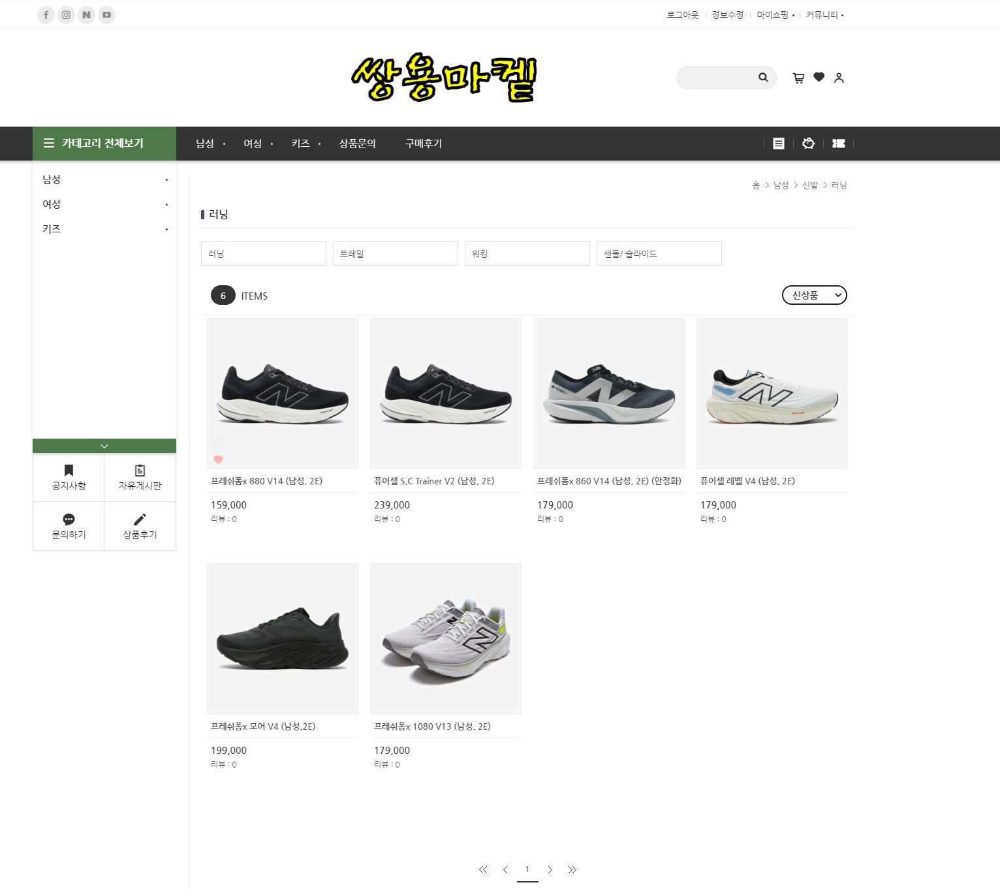 로그아웃 정보수정 마이쇼핑 커뮤니티
쌍용마켙
카테고리 전체보기 남성 여성 키즈 상품문의 구매후기
남성
여성
키즈
공지사항 자유게시판
문의하기 상품후기
홈 > 남성 > 신발 > 러닝
러닝
러닝 트레일 워킹 샌들/ 슬라이드
6 ITEMS 신상품
프레쉬폼x 880 V14 (남성, 2E)
159,000
리뷰 : 0
퓨어셀 S.C Trainer V2 (남성, 2E)
239,000
리뷰 : 0
프레쉬폼x 860 V14 (남성, 2E) (안정화)
179,000
리뷰 : 0
퓨어셀 레벨 V4 (남성, 2E)
179,000
리뷰 : 0
프레쉬폼x 모어 V4 (남성,2E)
199,000
리뷰 : 0
프레쉬폼x 1080 V13 (남성, 2E)
179,000
리뷰 : 0
1